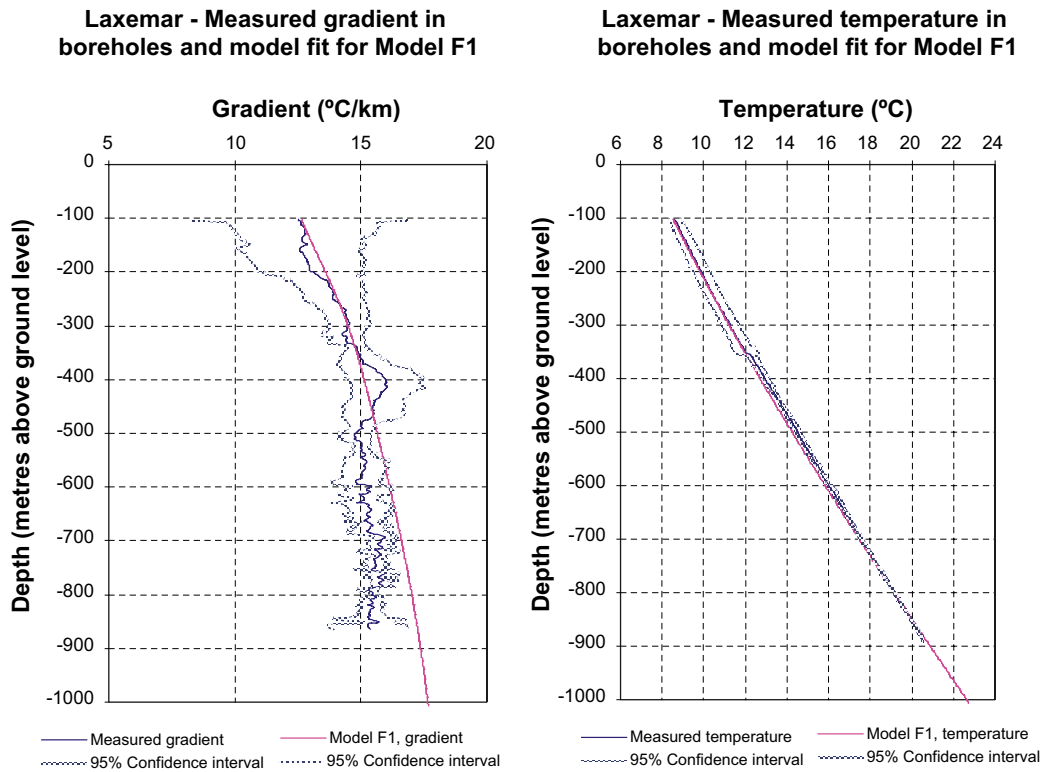 Laxemar - Measured gradient in
boreholes and model fit for Model F1
Gradient (ºC/km)
5 10 15 20
0
-100
-200
-300
-400
-500
-600
-700
-800
-900
-1000
Depth (metres above ground level)
Measured gradient
Model F1, gradient
95% Confidence interval
95% Confidence interval
Laxemar - Measured temperature in
boreholes and model fit for Model F1
Temperature (ºC)
6 8 10 12 14 16 18 20 22 24
0
-100
-200
-300
-400
-500
-600
-700
-800
-900
-1000
Depth (metres above ground level)
Measured temperature
Model F1, temperature
95% Confidence interval
95% Confidence interval